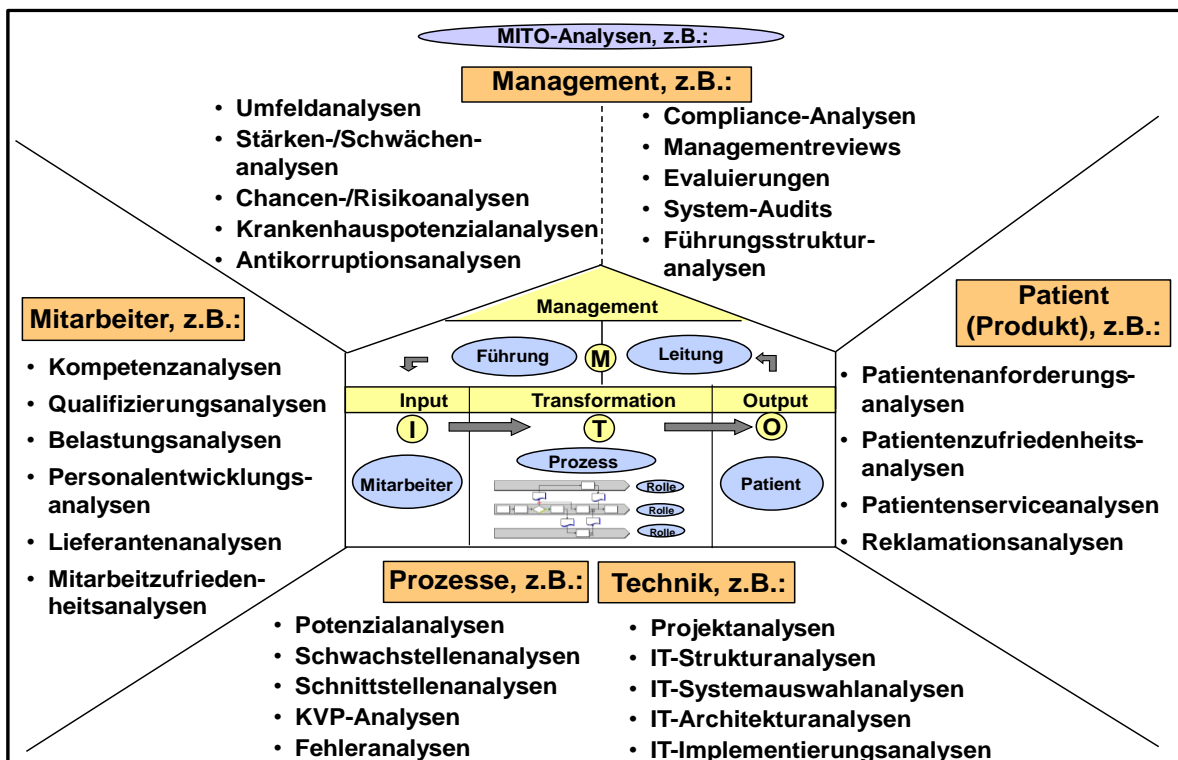 MITO-Analysen, z.B.:
Management, z.B.:
• Umfeldanalysen
• Stärken-/Schwächen-
analysen
• Chancen-/Risikoanalysen
• Krankenhauspotenzialanalysen
• Antikorruptionsanalysen
• Compliance-Analysen
• Managementreviews
• Evaluierungen
• System-Audits
• Führungsstruktur-
analysen
Mitarbeiter, z.B.:
• Kompetenzanalysen
• Qualifizierungsanalysen
• Belastungsanalysen
• Personalentwicklungs-
analysen
• Lieferantenanalysen
• Mitarbeitzufrieden-
heitsanalysen
Management
Führung
M
Leitung
Input
Transformation
Output
I
T
O
Mitarbeiter
Prozess
Rolle
Rolle
Rolle
Patient
Patient
(Produkt), z.B.:
• Patientenanforderungs-
analysen
• Patientenzufriedenheits-
analysen
• Patientenserviceanalysen
• Reklamationsanalysen
Prozesse, z.B.:
• Potenzialanalysen
• Schwachstellenanalysen
• Schnittstellenanalysen
• KVP-Analysen
• Fehleranalysen
Technik, z.B.:
• Projektanalysen
• IT-Strukturanalysen
• IT-Systemauswahlanalysen
• IT-Architekturanalysen
• IT-Implementierungsanalysen